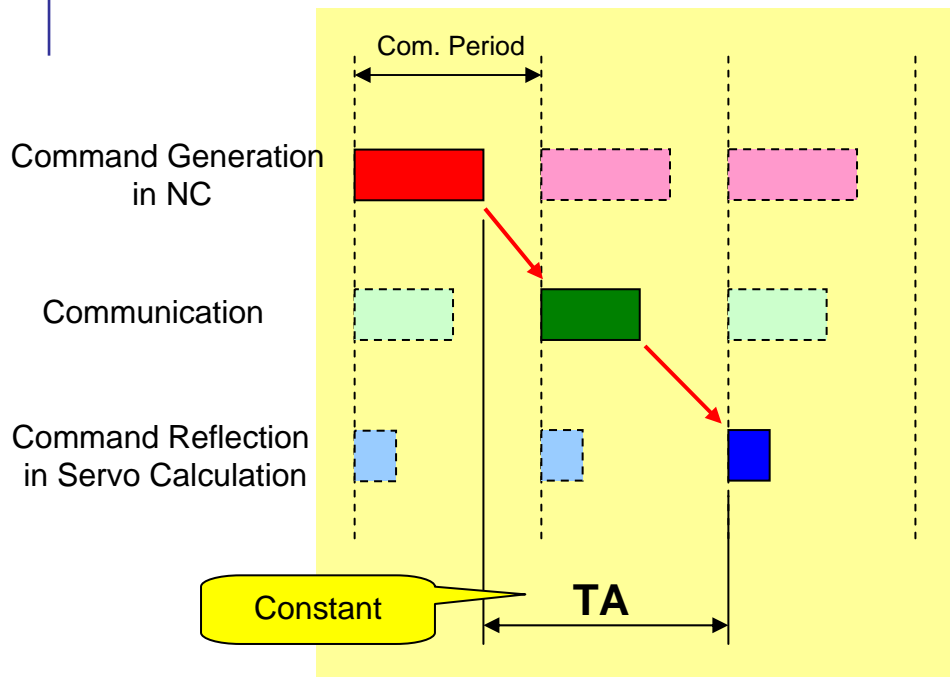 Com. Period
Command Generation
in NC
Communication
Command Reflection
in Servo Calculation
Constant
TA